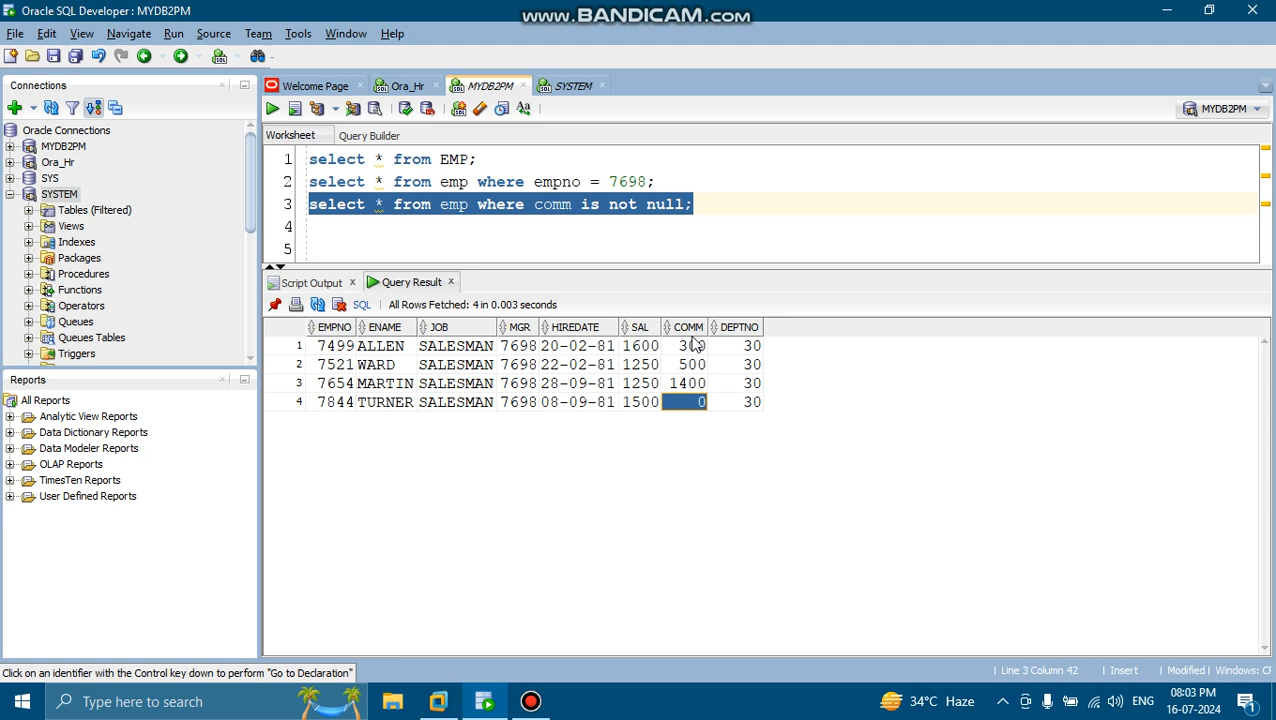 Oracle SQL Developer : MYDB2PM
www.BANDICAM.com
File Edit View Navigate Run Source Team Tools Window Help
Connections
Welcome Page Ora_Hr MYDB2PM SYSTEM
MYDB2PM
Oracle Connections
MYDB2PM
Ora_Hr
SYS
SYSTEM
Tables (Filtered)
Views
Indexes
Packages
Procedures
Functions
Operators
Queues
Queues Tables
Triggers
Worksheet Query Builder
1 select * from EMP;
2 select * from emp where empno = 7698;
3 select * from emp where comm is not null;
4
5
Script Output Query Result
SQL All Rows Fetched: 4 in 0.003 seconds
EMPNO ENAME JOB MGR HIREDATE SAL COMM DEPTNO
1 7499 ALLEN SALESMAN 7698 20-02-81 1600 30
2 7521 WARD SALESMAN 7698 22-02-81 1250 500 30
3 7654 MARTIN SALESMAN 7698 28-09-81 1250 1400 30
4 7844 TURNER SALESMAN 7698 08-09-81 1500 0 30
Reports
All Reports
Analytic View Reports
Data Dictionary Reports
Data Modeler Reports
OLAP Reports
TimesTen Reports
User Defined Reports
Click on an identifier with the Control key down to perform "Go to Declaration"
Line 3 Column 42 Insert Modified Windows: CF
Type here to search
34°C Haze
ENG
08:03 PM
16-07-2024
1